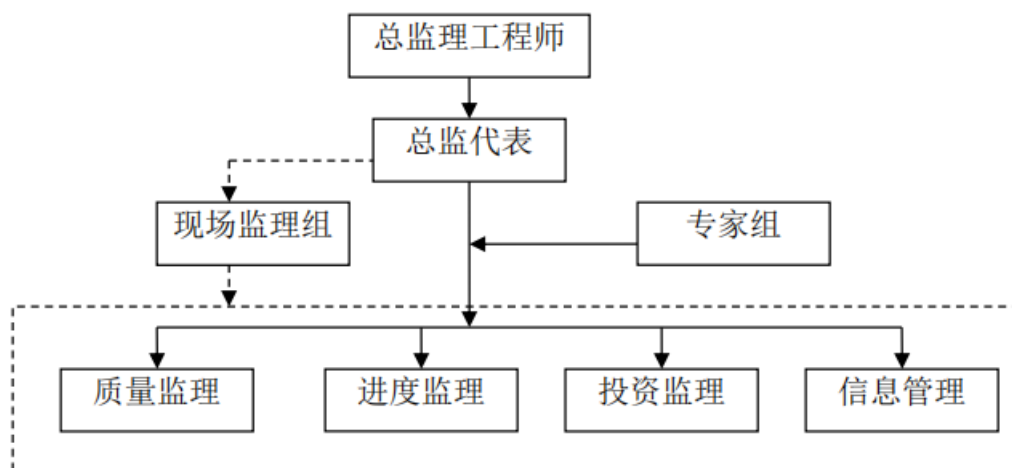 总监理工程师
总监代表
现场监理组
专家组
质量监理
进度监理
投资监理
信息管理